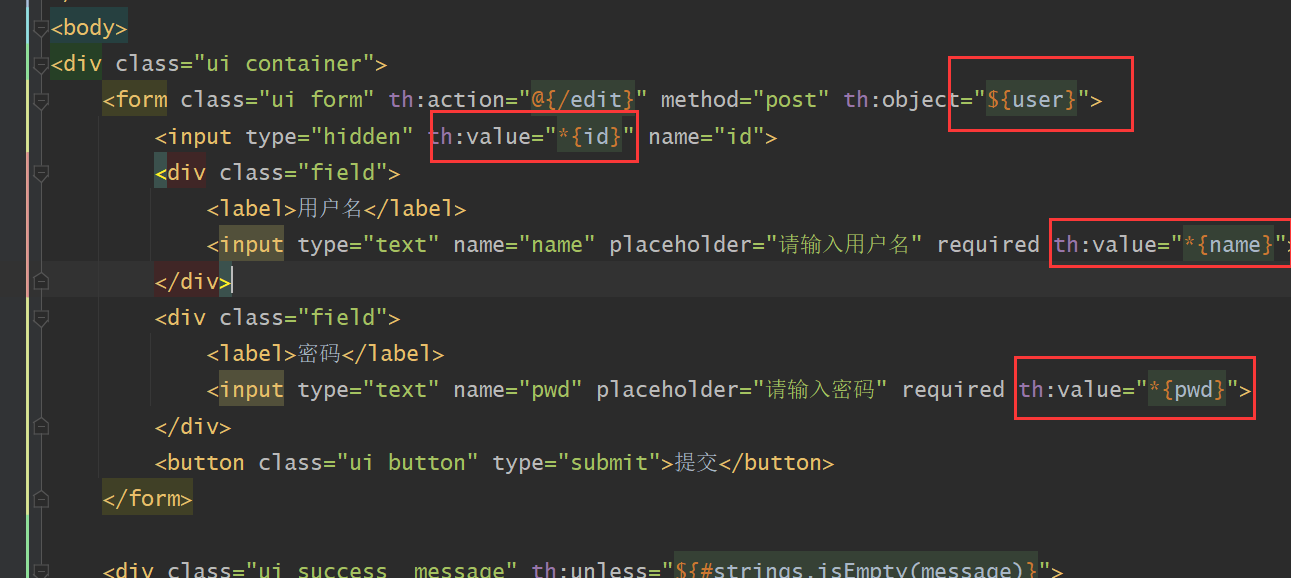 <body>
<div class="ui container">
<form class="ui form" th:action="@{/edit}" method="post" th:object="${user}">
<input type="hidden" th:value="*{id}" name="id">
<div class="field">
<label>用户名</label>
<input type="text" name="name" placeholder="请输入用户名" required th:value="*{name}">
</div>
<div class="field">
<label>密码</label>
<input type="text" name="pwd" placeholder="请输入密码" required th:value="*{pwd}">
</div>
<button class="ui button" type="submit">提交</button>
</form>
<div class="ui success  message" th:unless="${#strings.isEmpty(message)}">